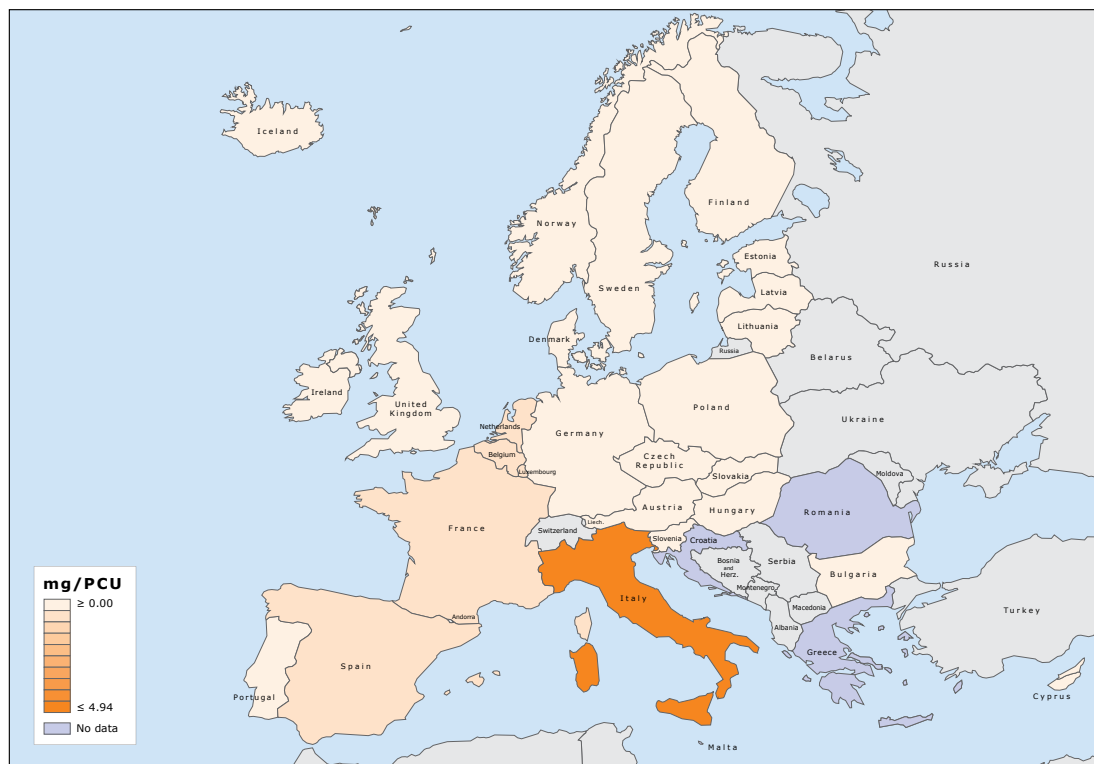 Iceland
Finland
Norway
Estonia
Russia
Sweden
Latvia
Lithuania
Denmark
Russia
Belarus
Ireland
United
Kingdom
Poland
Netherlands
Germany
Ukraine
Belgium
Czech
Republic
Luxembourg
Slovakia
Moldova
Austria
Hungary
Romania
France
Liech.
Switzerland
Slovenia
Croatia
Bosnia
and
Herz.
Serbia
Bulgaria
Montenegro
Italy
Macedonia
Turkey
Andorra
Albania
Greece
Spain
Portugal
Cyprus
Malta
mg/PCU
≥ 0.00
≤ 4.94
No data